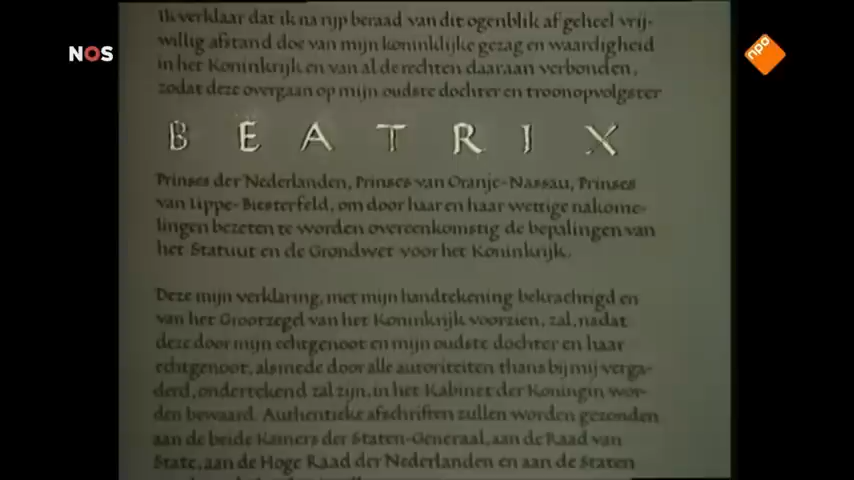 NOS
npo
Ik verklaar dat ik na rijp beraad van dit ogenblik af geheel vrij-
willig afstand doe van mijn koninklijke gezag en waardigheid
in het Koninkrijk en van al de rechten daaraan verbonden,
zodat deze overgaan op mijn oudste dochter en troonopvolgster
BEATRIX
Prinses der Nederlanden, Prinses van Oranje-Nassau, Prinses
van Lippe-Biesterfeld, om door haar en haar wettige nakome-
lingen bezeten te worden overeenkomstig de bepalingen van
het Statuut en de Grondwet voor het Koninkrijk.
Deze mijn verklaring, met mijn handtekening bekrachtigd en
van het Grootzegel van het Koninkrijk voorzien, zal, nadat
deze door mijn echtgenoot en mijn oudste dochter en haar
echtgenoot, alsmede door alle autoriteiten thans bij mij verga-
derd, ondertekend zal zijn, in het Kabinet der Koningin wor-
den bewaard. Authentieke afschriften zullen worden gezonden
aan de beide Kamers der Staten-Generaal, aan de Raad van
State, aan de Hoge Raad der Nederlanden en aan de Staten